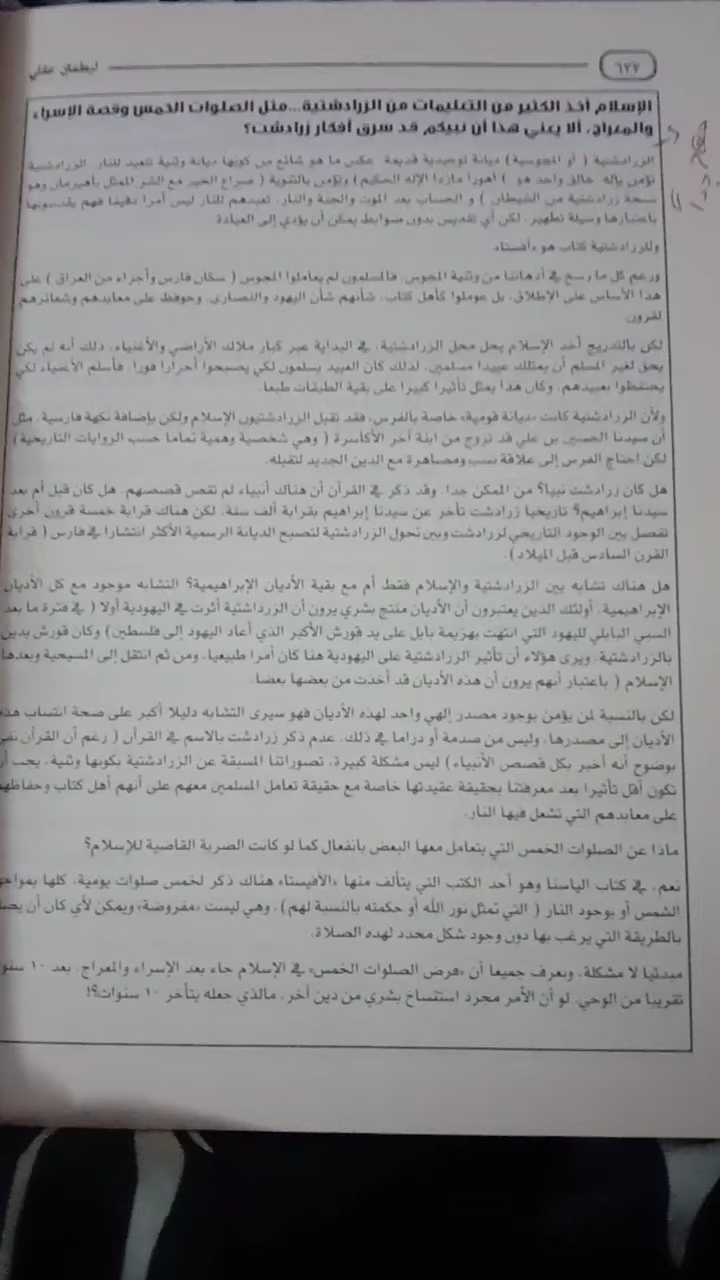 ٦٢٧
ليطمئن عقلي
الإسلام أخذ الكثير من التعليمات من الزرادشتية...مثل الصلوات الخمس وقصة الإسراء
والمعراج، ألا يعني هذا أن نبيكم قد سرق أفكار زرادشت؟
الزرادشتية ( أو المجوسية) ديانة توحيدية قديمة عكس ما هو شائع من كونها ديانة وثنية تتعبد للنار. الزرادشتية
تؤمن بإله خالق واحد هو ( أهورا مازدا الإله الحكيم) وتؤمن بالثنوية ( صراع الخير مع الشر الممثل بأهيرمان وهو
نسخة زرادشتية من الشيطان ) و الحساب بعد الموت والجنة والنار. تعبدهم للنار ليس أمرا دقيقا فهم يقدسونها
باعتبارها وسيلة تطهير. لكن أي تقديس بدون ضوابط يمكن أن يؤدي إلى العبادة
وللزرادشتية كتاب هو «أفستا».
ورغم كل ما رسخ في أذهاننا من وثنية المجوس، فالمسلمون لم يعاملوا المجوس ( سكان فارس وأجزاء من العراق ) على
هذا الأساس على الإطلاق، بل عوملوا كأهل كتاب، شأنهم شأن اليهود والنصارى. وحوفظ على معابدهم وشعائرهم
لقرون.
لكن بالتدريج أخذ الإسلام يحل محل الزرادشتية. في البداية عبر كبار ملاك الأراضي والأغنياء. ذلك أنه لم يكن
يحق لغير المسلم أن يمتلك عبيدا مسلمين، لذلك كان العبيد يسلمون لكي يصبحوا أحرارا فورا. فأسلم الأغنياء لكي
يحتفظوا بعبيدهم. وكان هذا يمثل تأثيرا كبيرا على بقية الطبقات طبعا.
ولأن الزرادشتية كانت «ديانة قومية» خاصة بالفرس، فقد تقبل الزرادشتيون الإسلام ولكن بإضافة نكهة فارسية. مثل
أن سيدنا الحسين بن علي قد تزوج من ابنة آخر الأكاسرة ( وهي شخصية وهمية تماما حسب الروايات التاريخية)
لكن احتاج الفرس إلى علاقة نسب ومصاهرة مع الدين الجديد لتقبله.
هل كان زرادشت نبيا؟ من الممكن جدا. وقد ذكر في القرآن أن هناك أنبياء لم تقص قصصهم. هل كان قبل أم بعد
سيدنا إبراهيم؟ تاريخيا زرادشت تأخر عن سيدنا إبراهيم بقرابة ألف سنة، لكن هناك قرابة خمسة قرون أخرى
تفصل بين الوجود التاريخي لزرادشت وبين تحول الزرادشتية لتصبح الديانة الرسمية الأكثر انتشارا في فارس ( قرابة
القرن السادس قبل الميلاد ).
هل هناك تشابه بين الزرادشتية والإسلام فقط أم مع بقية الأديان الإبراهيمية؟ التشابه موجود مع كل الأديان
الإبراهيمية. أولئك الذين يعتبرون أن الأديان منتج بشري يرون أن الزرداشتية أثرت في اليهودية أولا ( في فترة ما بعد
السبي البابلي لليهود التي انتهت بهزيمة بابل على يد قورش الأكبر الذي أعاد اليهود إلى فلسطين) وكان قورش يدين
بالزرادشتية. ويرى هؤلاء أن تأثير الزرادشتية على اليهودية هنا كان أمرا طبيعيا. ومن ثم انتقل إلى المسيحية وبعدها
الإسلام ( باعتبار أنهم يرون أن هذه الأديان قد أخذت من بعضها بعضا.
لكن بالنسبة لمن يؤمن بوجود مصدر إلهي واحد لهذه الأديان فهو سيرى التشابه دليلا أكبر على صحة انتساب هذه
الأديان إلى مصدرها. وليس من صدمة أو دراما في ذلك. عدم ذكر زرادشت بالاسم في القرآن ( رغم أن القرآن
بوضوح أنه أخبر بكل قصص الأنبياء) ليس مشكلة كبيرة. تصوراتنا المسبقة عن الزرادشتية بكونها وثنية، يجب أن
تكون أقل تأثيرا بعد معرفتنا بحقيقة عقيدتها خاصة مع حقيقة تعامل المسلمين معهم على أنهم أهل كتاب وحفاظهم
على معابدهم التي تشعل فيها النار.
ماذا عن الصلوات الخمس التي يتعامل معها البعض بانفعال كما لو كانت الضربة القاضية للإسلام؟
نعم، في كتاب الياسنا وهو أحد الكتب التي يتألف منها «الأفيستا» هناك ذكر لخمس صلوات يومية، كلها
الشمس أو بوجود النار ( التي تمثل نور الله أو حكمته بالنسبة لهم). وهي ليست «مفروضة» ويمكن لأي كان أن
بالطريقة التي يرغب بها دون وجود شكل محدد لهذه الصلاة.
مبدئيا لا مشكلة. ونعرف جميعا أن «فرض الصلوات الخمس» في الإسلام جاء بعد الإسراء والمعراج. بعد ١٠
تقريبا من الوحي. لو أن الأمر مجرد استنساخ بشري من دين آخر، مالذي جعله يتأخر ١٠ سنوات؟!